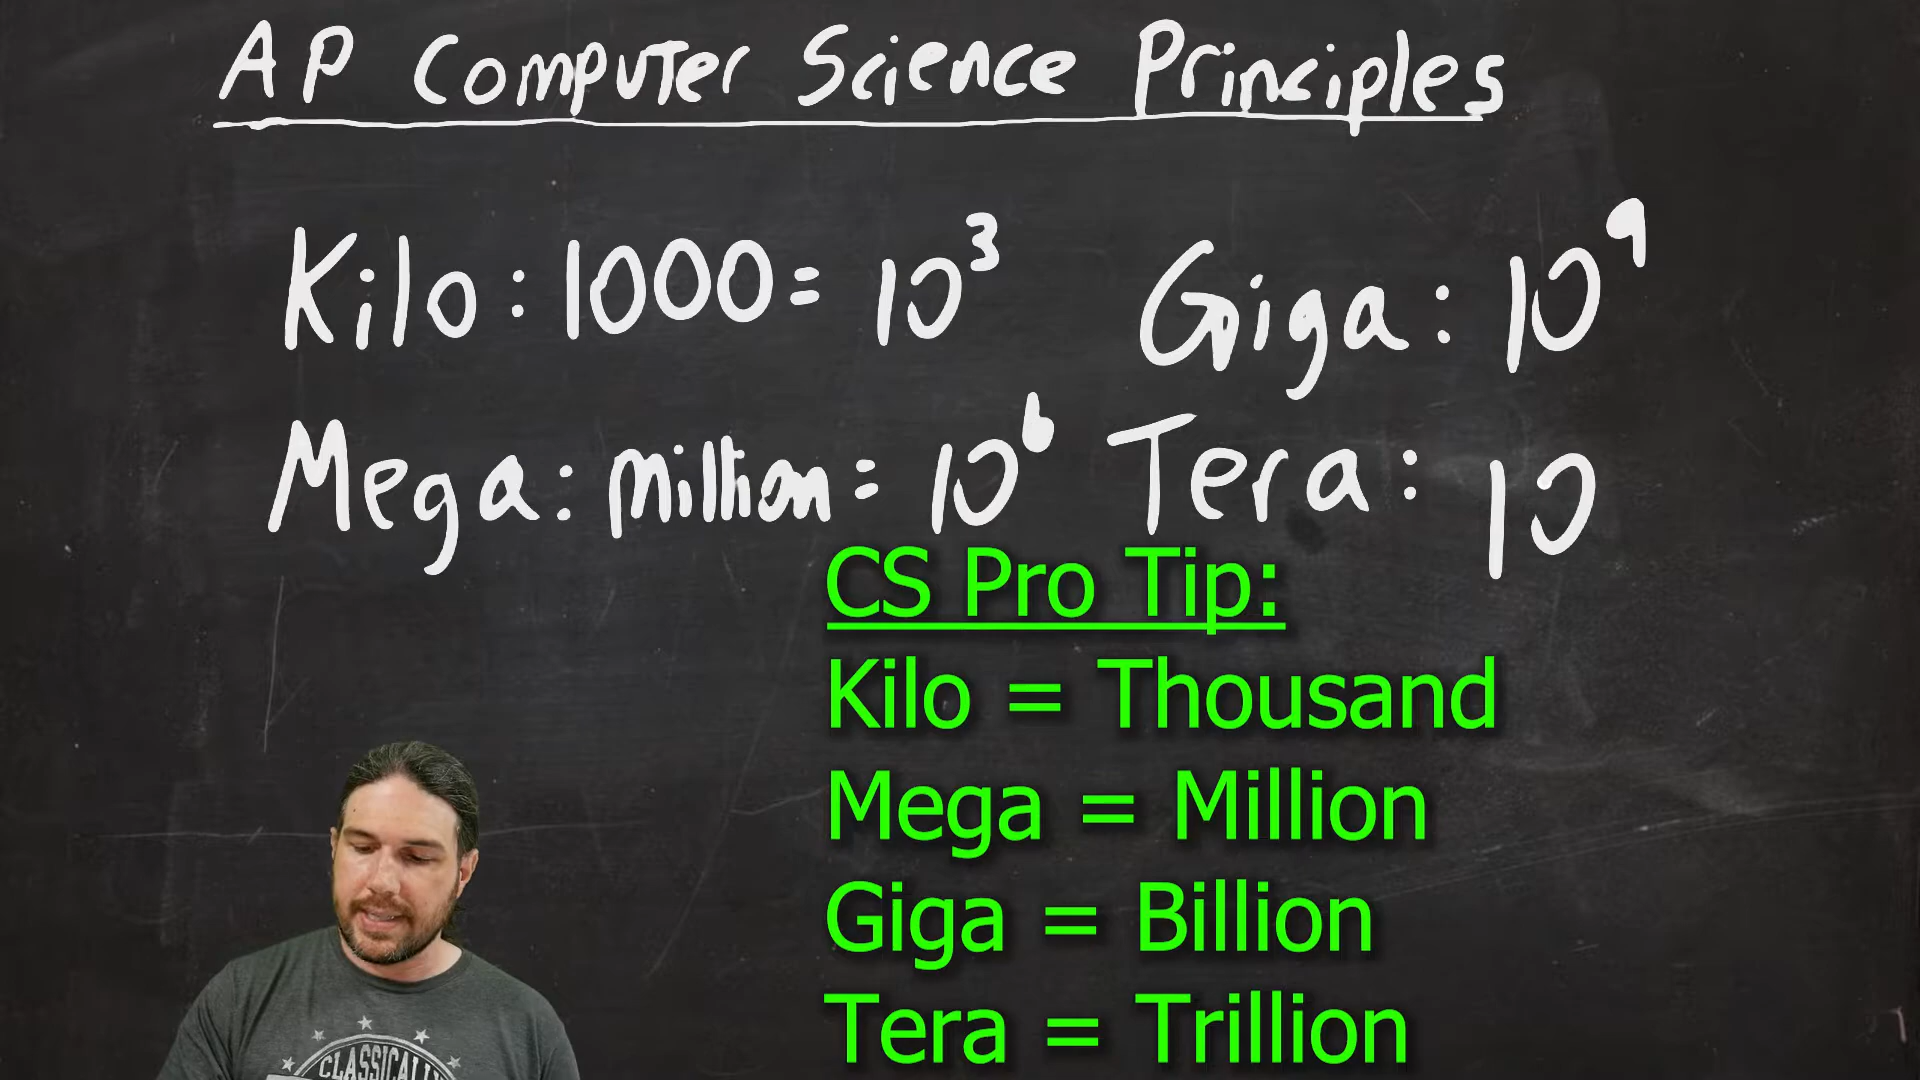 AP Computer Science Principles
Kilo: 1000 = 10³
Giga: 10⁹
Mega: million = 10⁶
Tera: 10
CS Pro Tip:
Kilo = Thousand
Mega = Million
Giga = Billion
Tera = Trillion
CLASSICALLY